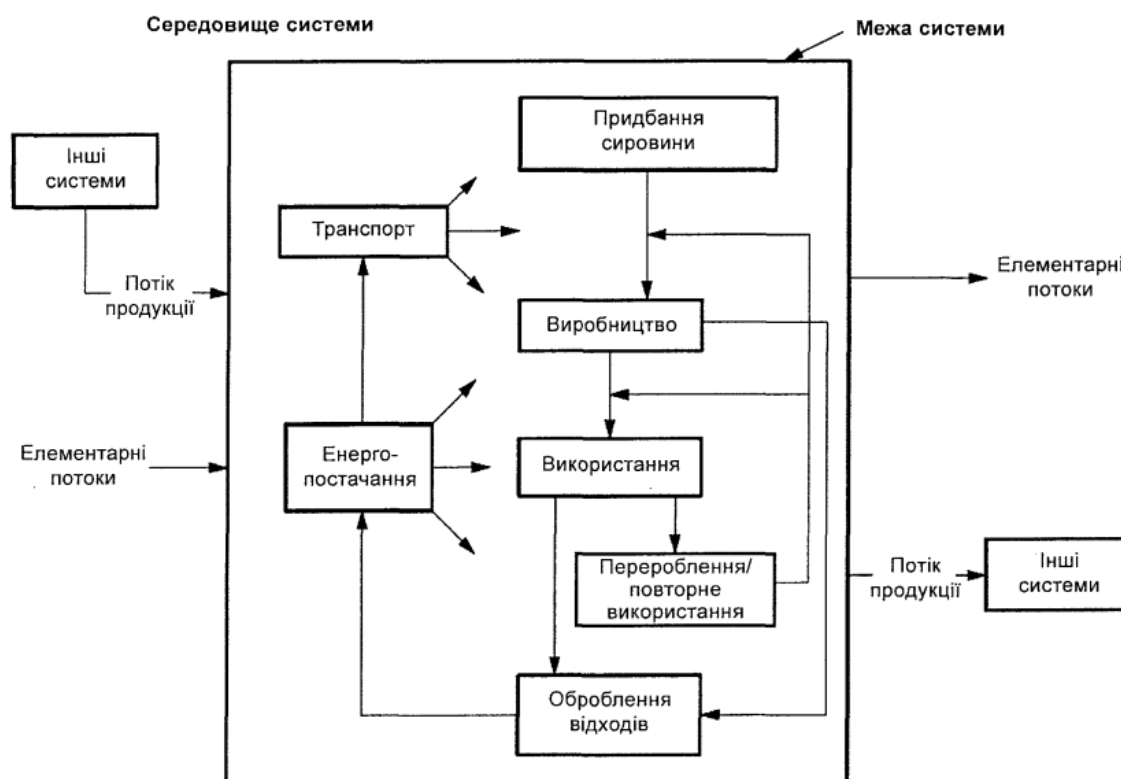 Середовище системи
Межа системи
Придбання
сировини
Інші
системи
Транспорт
Потік
продукції
Елементарні
потоки
Виробництво
Елементарні
потоки
Енерго-
постачання
Використання
Перероблення/
повторне
використання
Потік
продукції
Інші
системи
Оброблення
відходів